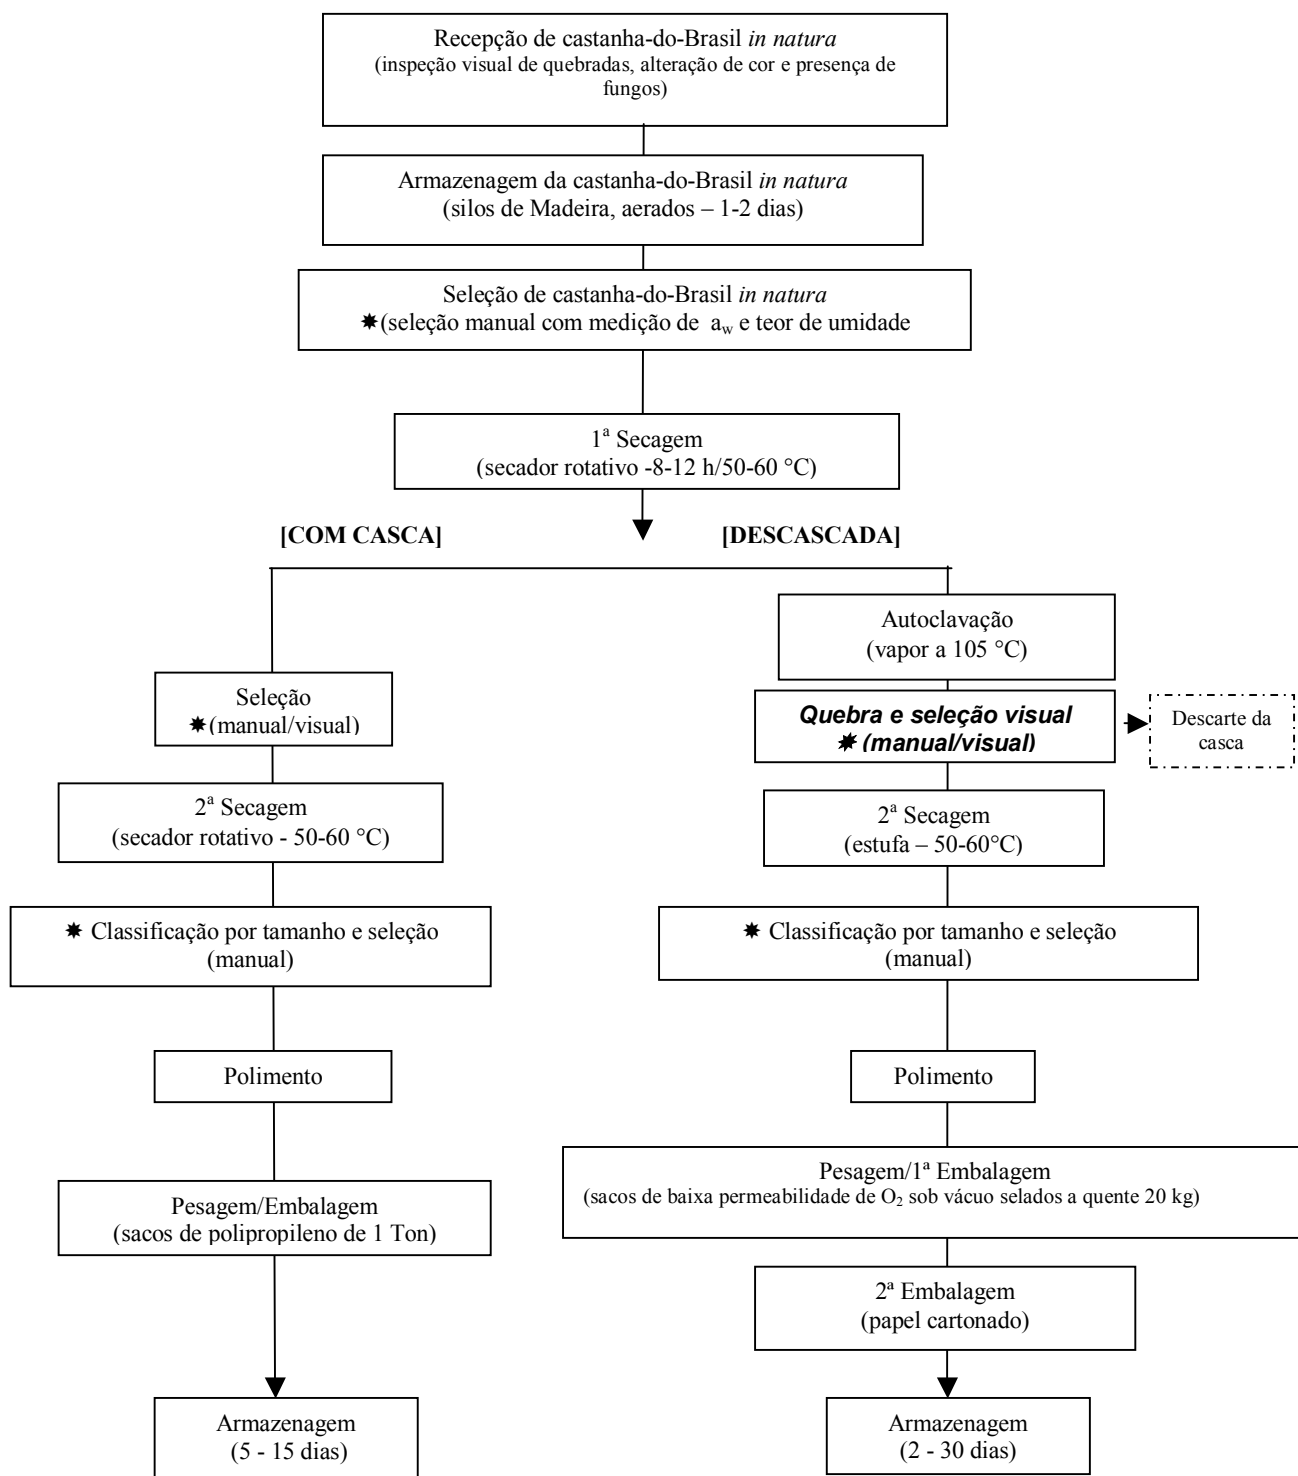 Recepção de castanha-do-Brasil in natura
(inspeção visual de quebradas, alteração de cor e presença de
fungos)
Armazenagem da castanha-do-Brasil in natura
(silos de Madeira, aerados – 1-2 dias)
Seleção de castanha-do-Brasil in natura
✷(seleção manual com medição de aw e teor de umidade
1ª Secagem
(secador rotativo -8-12 h/50-60 °C)
[COM CASCA]
[DESCASCADA]
Autoclavação
(vapor a 105 °C)
Seleção
✷(manual/visual)
Quebra e seleção visual
✷ (manual/visual)
Descarte da
casca
2ª Secagem
(secador rotativo - 50-60 °C)
2ª Secagem
(estufa – 50-60°C)
✷ Classificação por tamanho e seleção
(manual)
✷ Classificação por tamanho e seleção
(manual)
Polimento
Polimento
Pesagem/Embalagem
(sacos de polipropileno de 1 Ton)
Pesagem/1ª Embalagem
(sacos de baixa permeabilidade de O₂ sob vácuo selados a quente 20 kg)
2ª Embalagem
(papel cartonado)
Armazenagem
(5 - 15 dias)
Armazenagem
(2 - 30 dias)